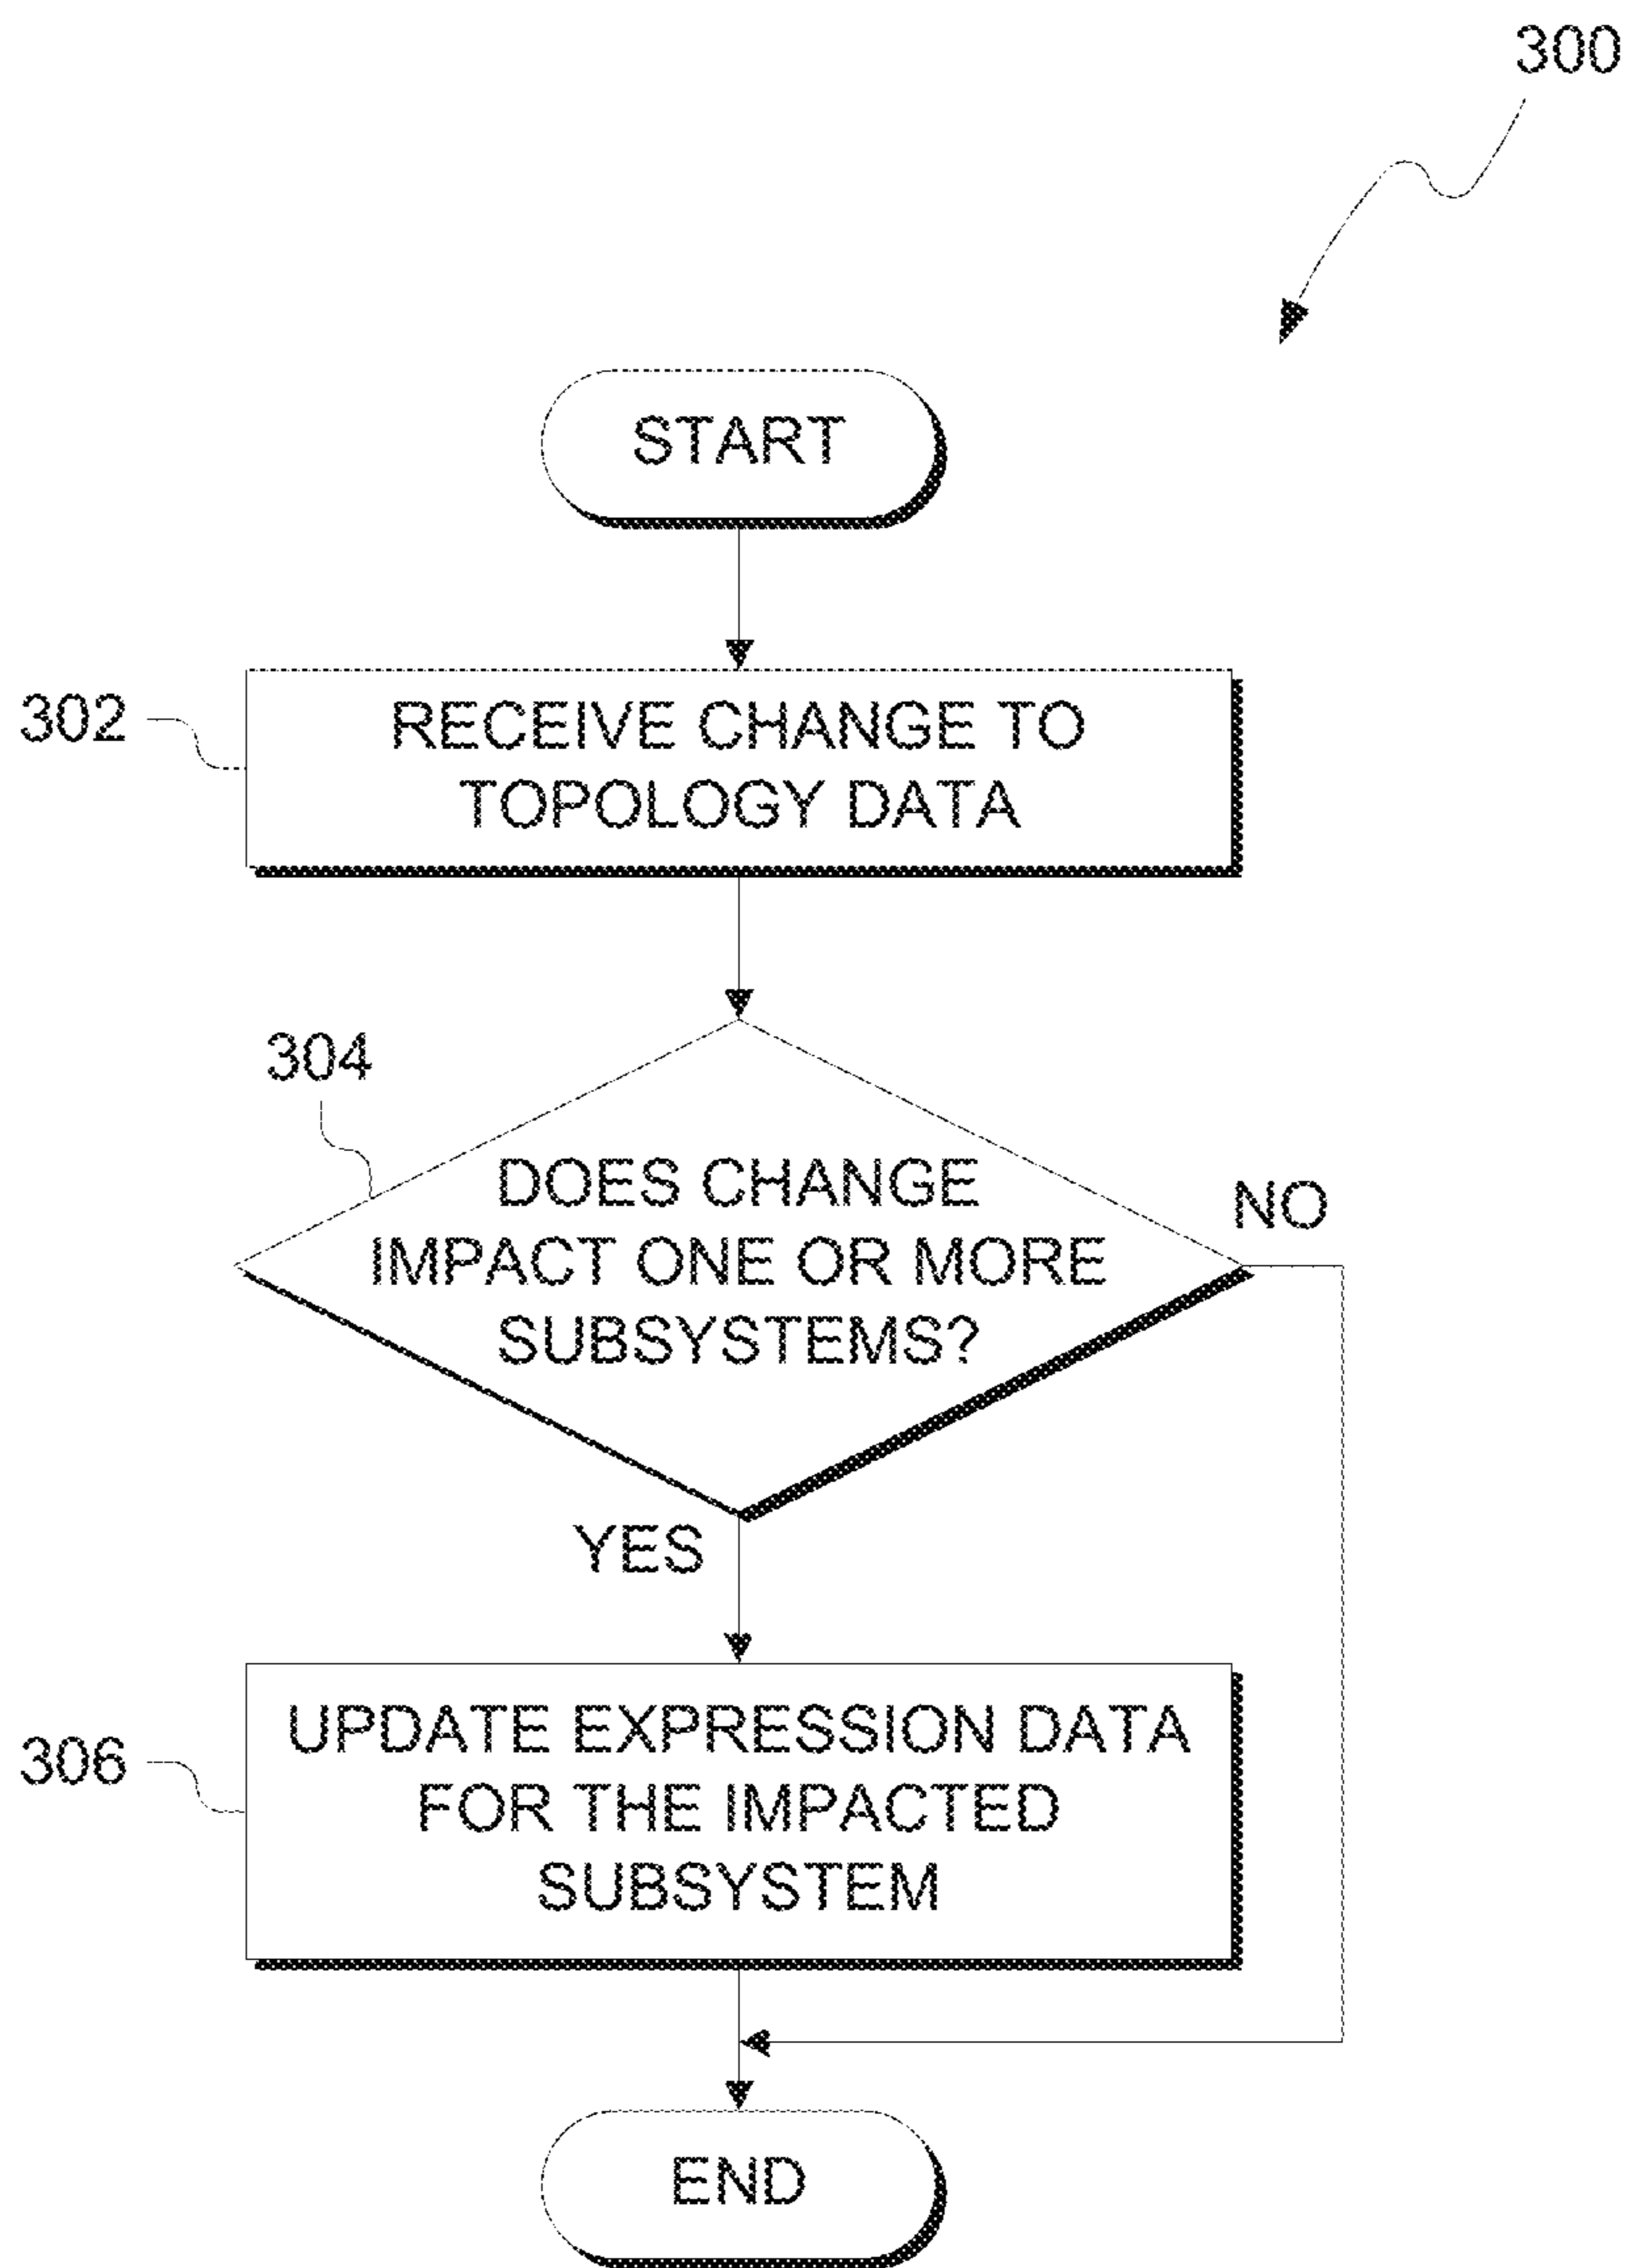 300
START
302
RECEIVE CHANGE TO
TOPOLOGY DATA
304
DOES CHANGE
IMPACT ONE OR MORE
SUBSYSTEMS?
NO
YES
306
UPDATE EXPRESSION DATA
FOR THE IMPACTED
SUBSYSTEM
END